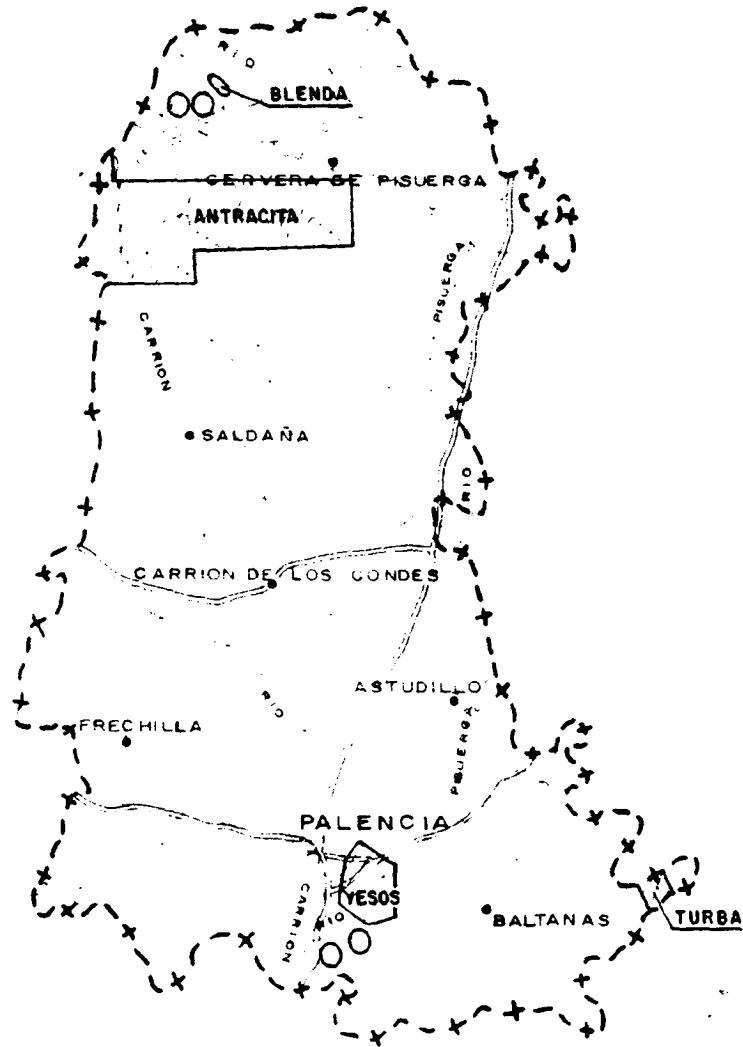 RIO
BLENDA
CERVERA DE PISUERGA
ANTRACITA
PISUERGA
CARRION
SALDAÑA
RIO
CARRION DE LOS CONDES
ASTUDILLO
RIO
FRECHILLA
PISUERGA
PALENCIA
YESOS
CARRION
RIO
BALTANAS
TURBA